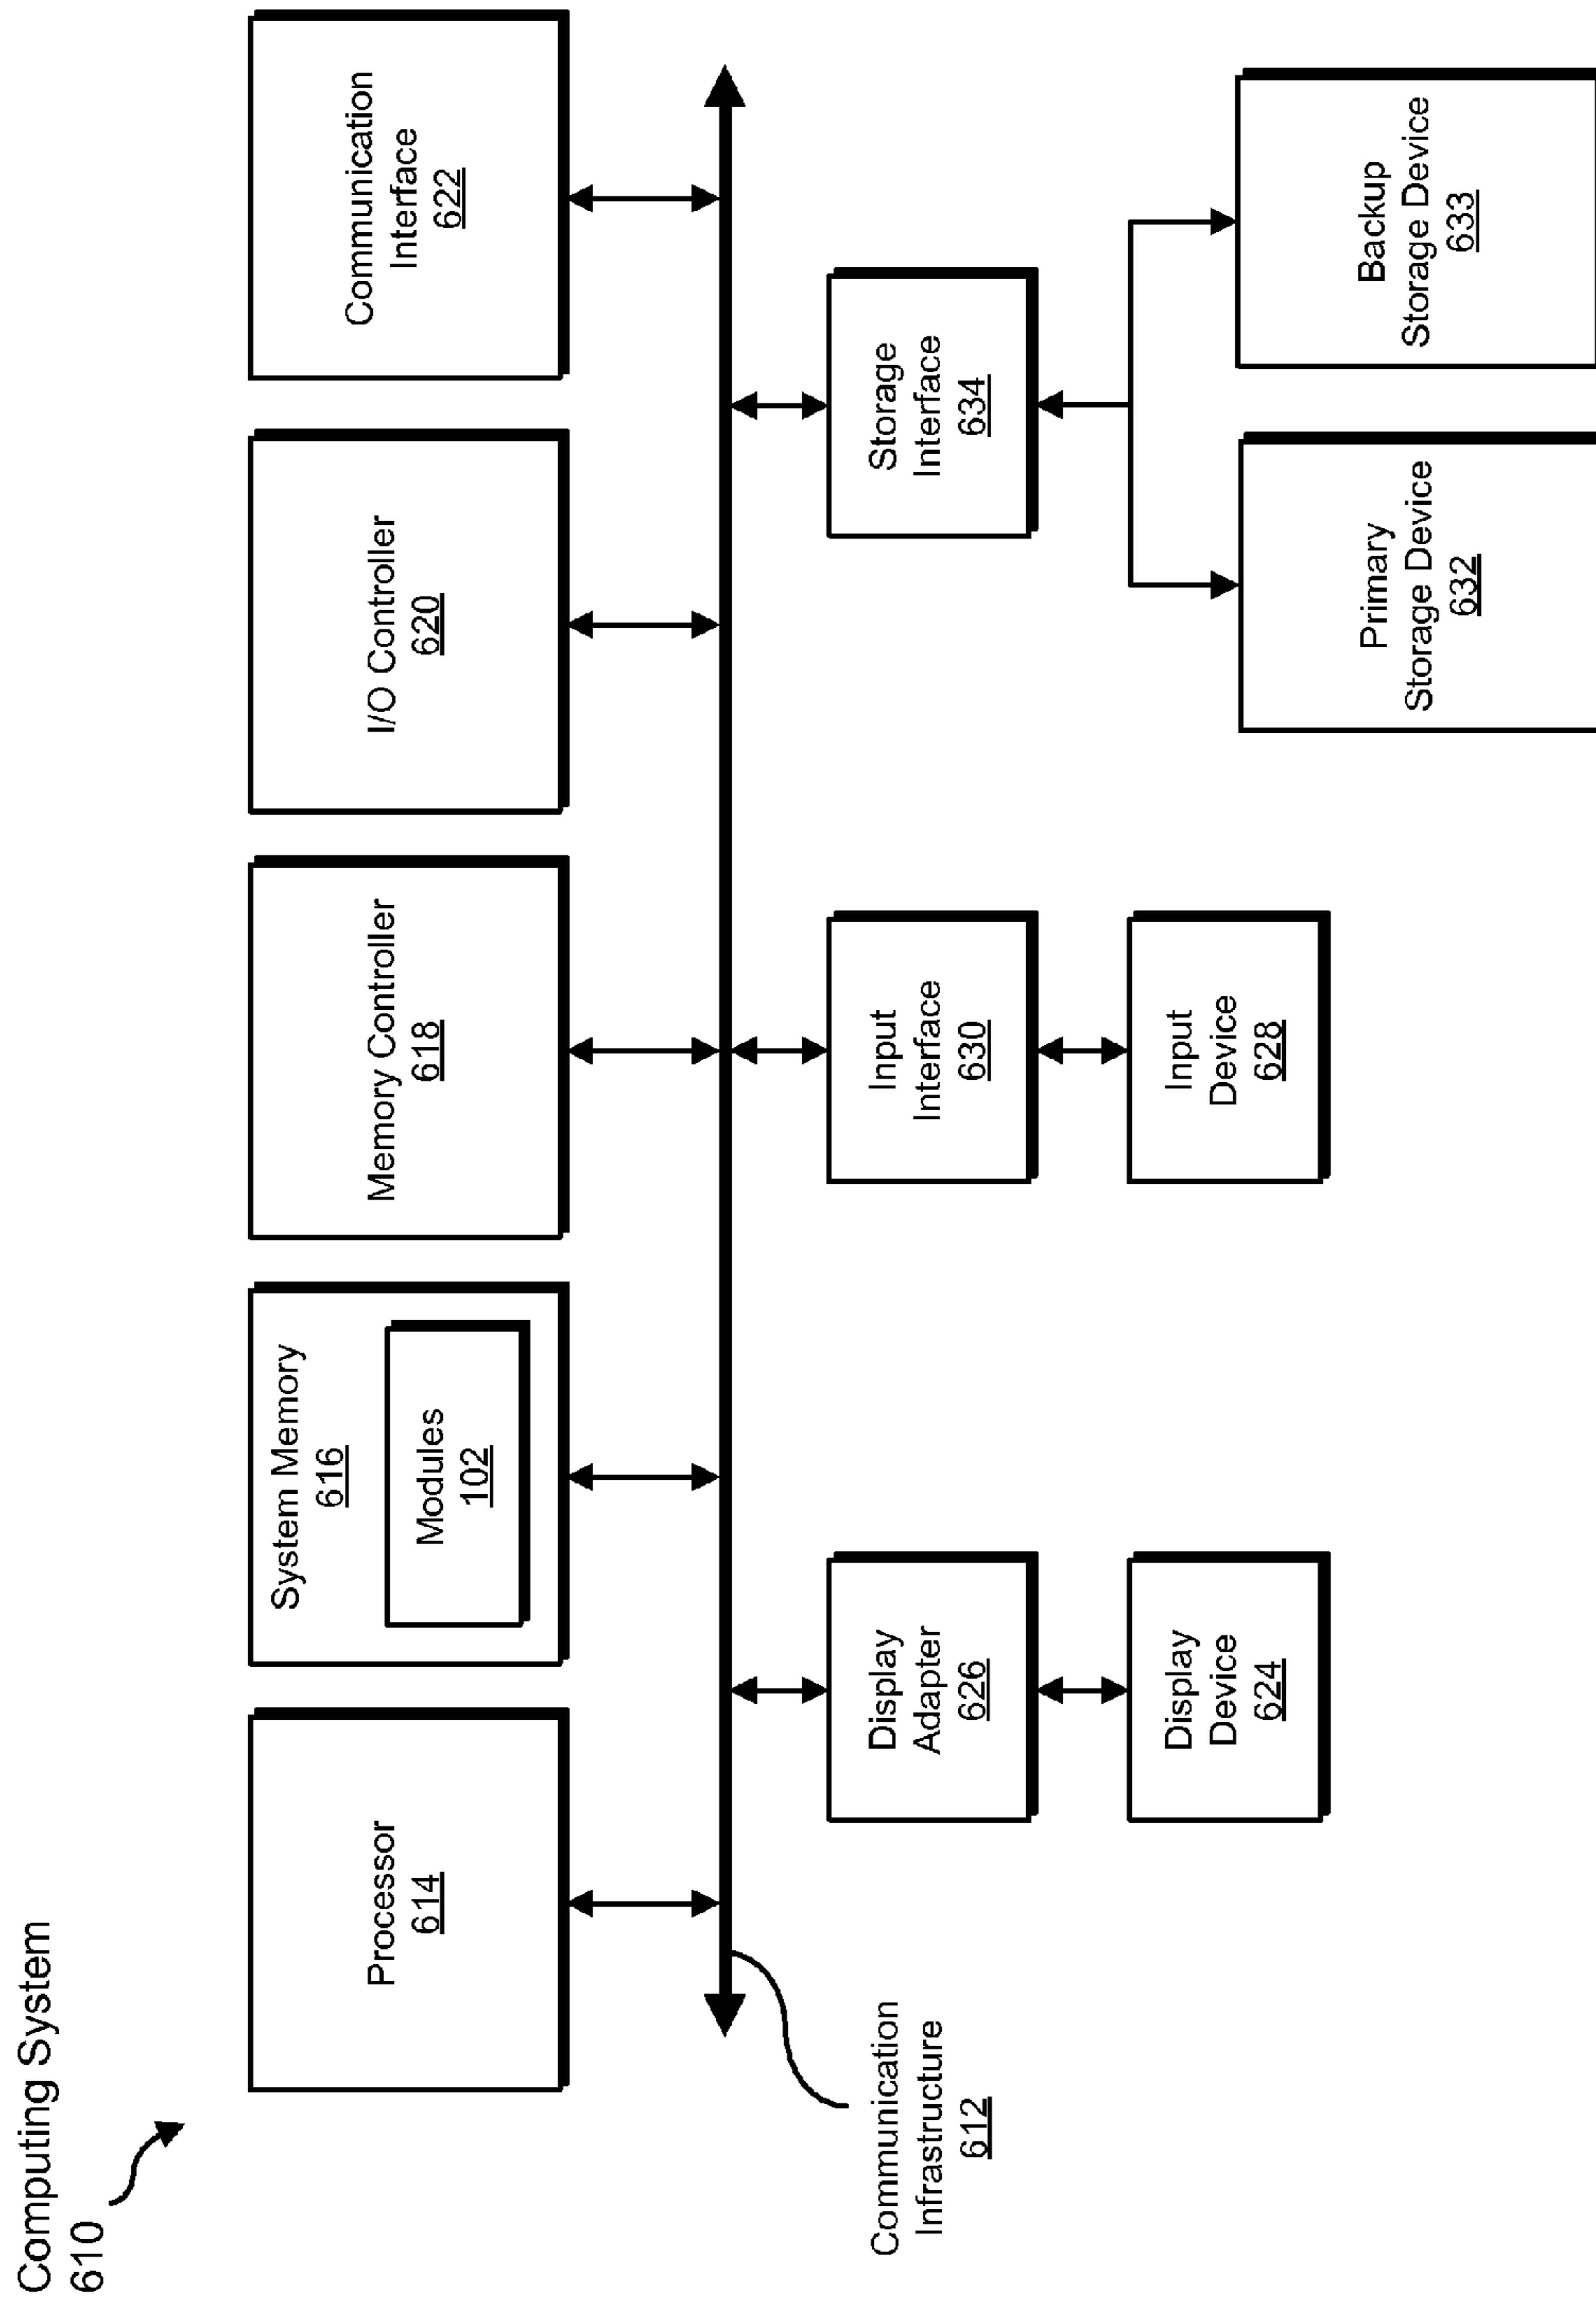 Computing System
610
Processor
614
System Memory
616
Modules
102
Memory Controller
618
I/O Controller
620
Communication
Interface
622
Communication
Infrastructure
612
Display
Adapter
626
Input
Interface
630
Storage
Interface
634
Display
Device
624
Input
Device
628
Primary
Storage Device
632
Backup
Storage Device
633